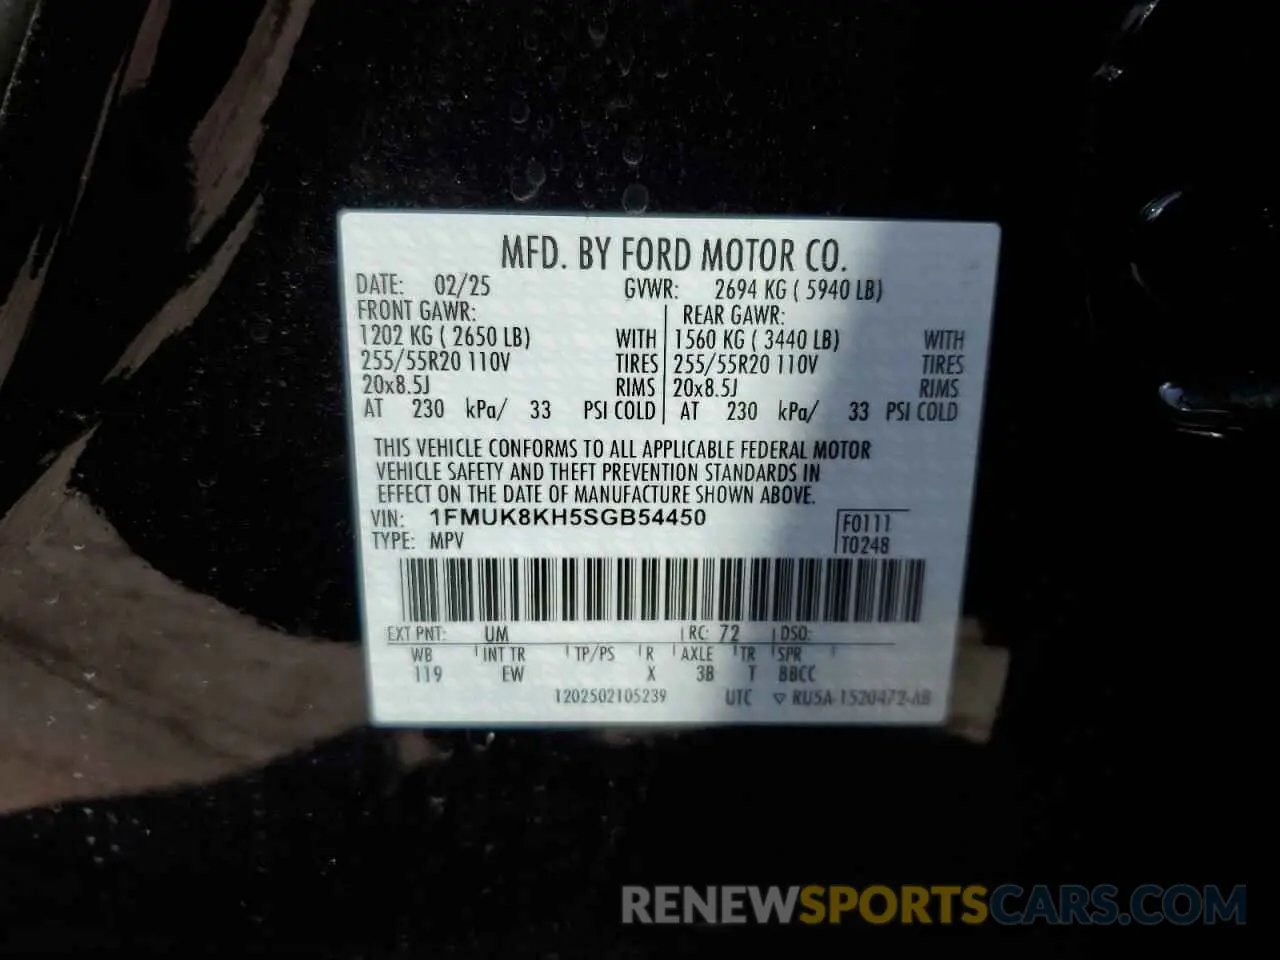 MFD. BY FORD MOTOR CO.
DATE: 02/25 GVWR: 2694 KG ( 5940 LB)
FRONT GAWR: REAR GAWR:
1202 KG ( 2650 LB) WITH 1560 KG ( 3440 LB) WITH
255/55R20 110V TIRES 255/55R20 110V TIRES
20x8.5J RIMS 20x8.5J RIMS
AT 230 kPa/ 33 PSI COLD AT 230 kPa/ 33 PSI COLD
THIS VEHICLE CONFORMS TO ALL APPLICABLE FEDERAL MOTOR
VEHICLE SAFETY AND THEFT PREVENTION STANDARDS IN
EFFECT ON THE DATE OF MANUFACTURE SHOWN ABOVE.
VIN: 1FMUK8KH5SGB54450 F0111
TYPE: MPV T0248
EXT PNT: UM RC: 72 DSO:
WB INT TR TP/PS R AXLE TR SPR
119 EW X 3B T BBCC
1202502105239 UTC ▽ RU5A-1520472-AB
RENEWSPORTSCARS.COM